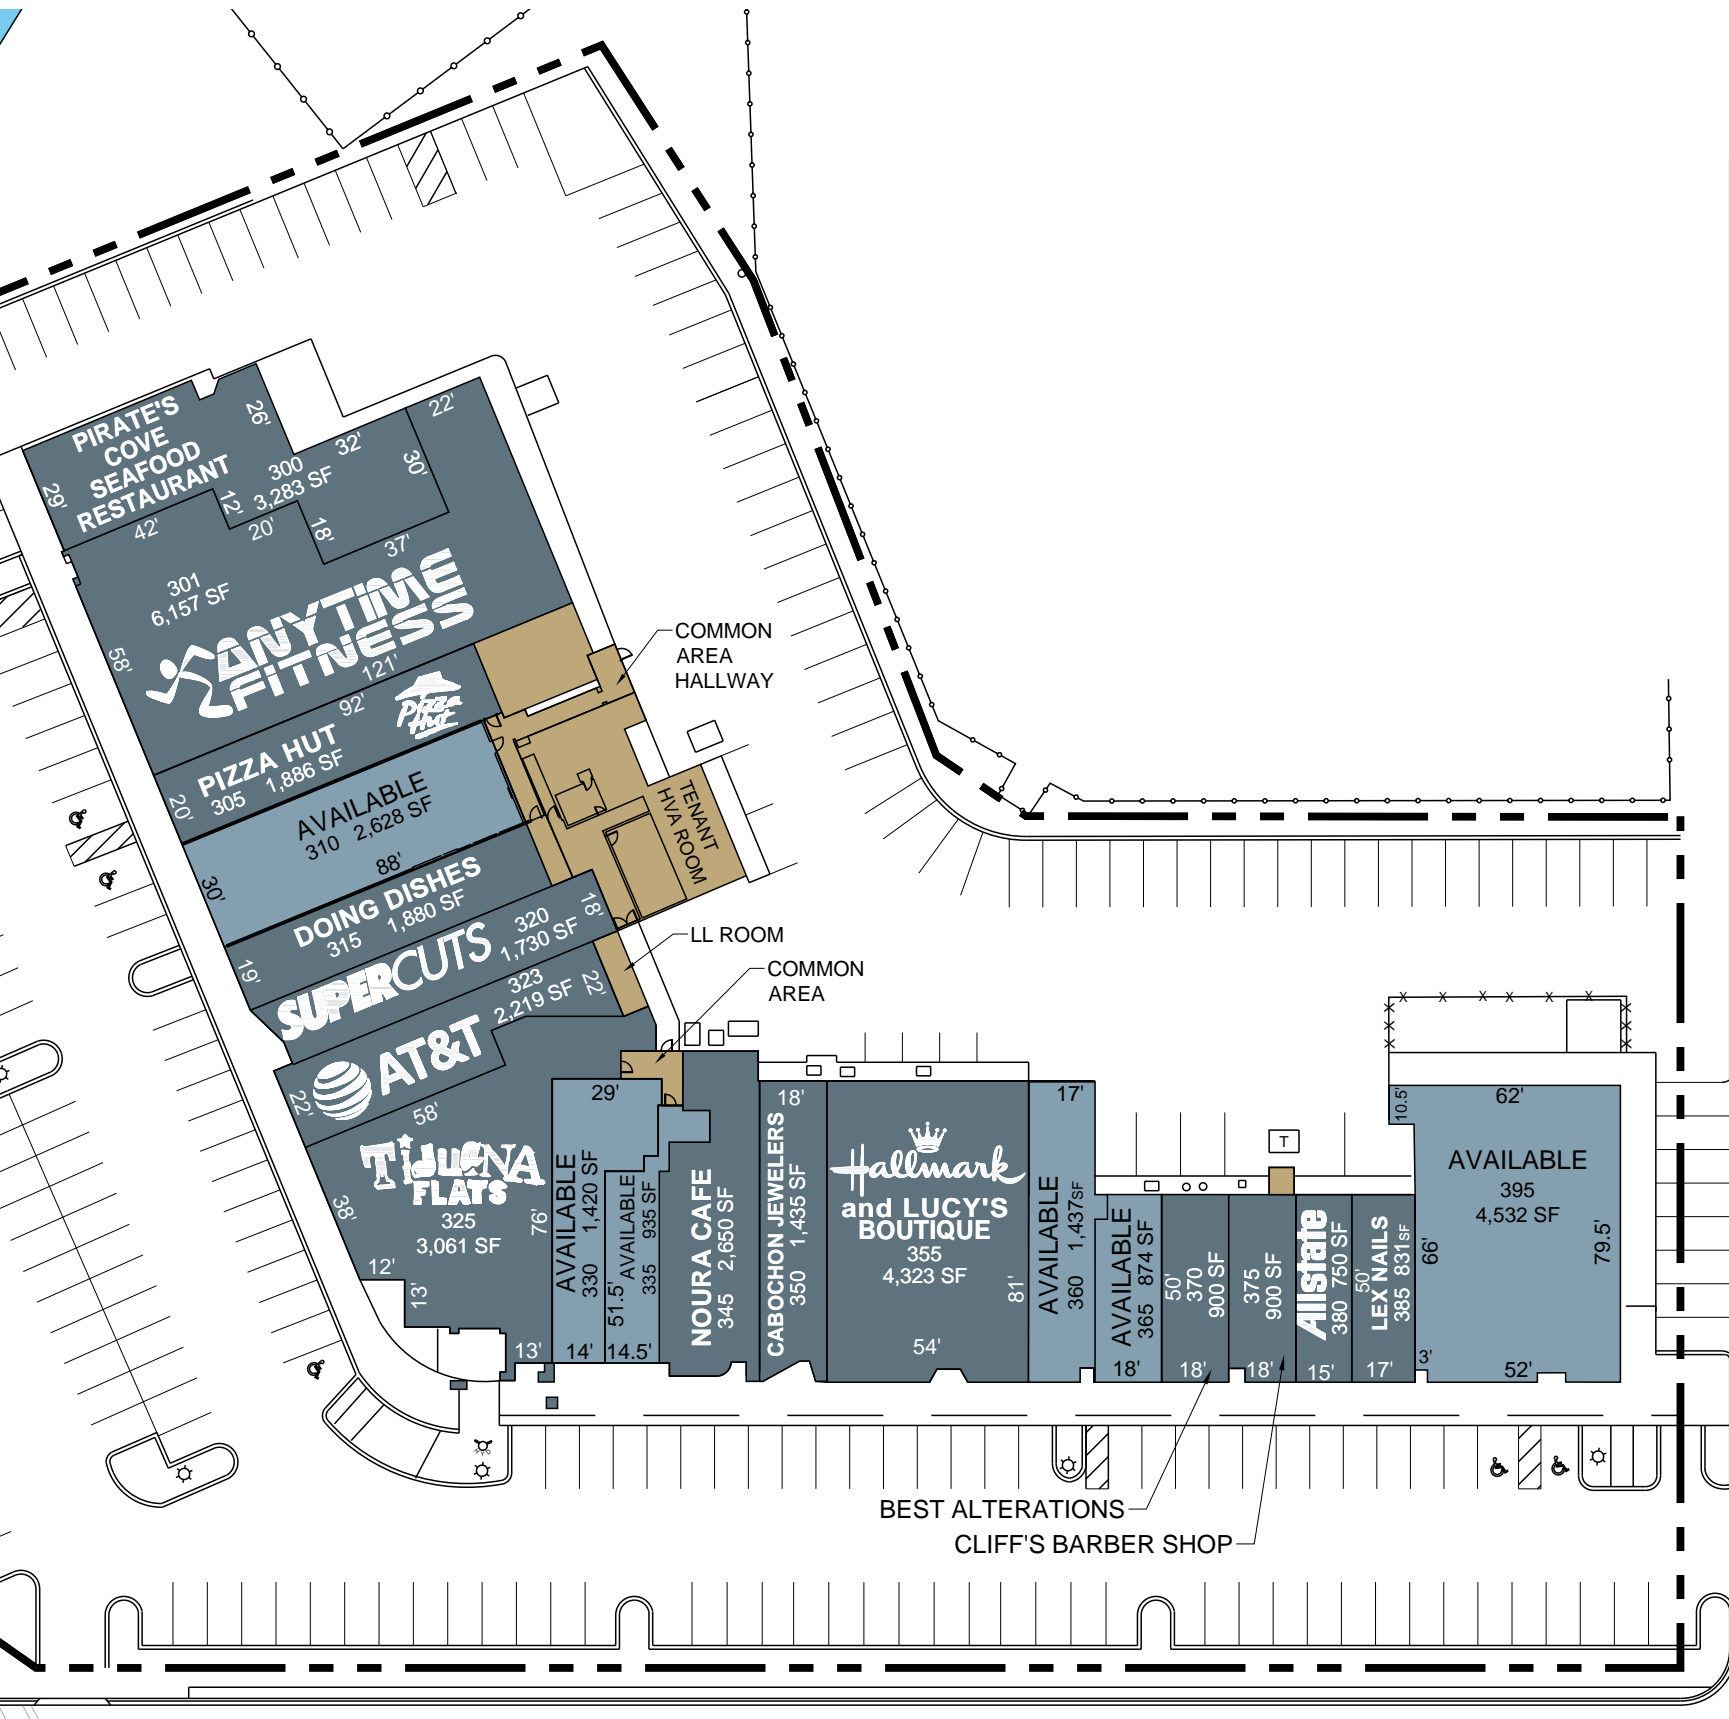 PIRATE'S
COVE
SEAFOOD
RESTAURANT
300
3,283 SF
29'
26'
32'
22'
30'
42'
12'
20'
18'
37'
301
6,157 SF
ANYTIME
FITNESS
58'
121'
92'
PIZZA HUT
305 1,886 SF
Pizza
Hut
20'
AVAILABLE
310 2,628 SF
88'
30'
DOING DISHES
315 1,880 SF
19'
SUPERCUTS
320
1,730 SF
18'
323
2,219 SF
22'
AT&T
22'
58'
COMMON
AREA
HALLWAY
TENANT
HVA ROOM
LL ROOM
COMMON
AREA
TIJUANA
FLATS
325
3,061 SF
38'
76'
12'
13'
13'
29'
AVAILABLE
330 1,420 SF
14'
AVAILABLE
335 935 SF
51.5'
14.5'
NOURA CAFE
345 2,650 SF
18'
CABOCHON JEWELERS
350 1,435 SF
Hallmark
and LUCY'S
BOUTIQUE
355
4,323 SF
81'
54'
17'
AVAILABLE
360 1,437SF
AVAILABLE
365 874 SF
18'
50'
370
900 SF
18'
375
900 SF
18'
T
Allstate
380 750 SF
15'
50'
LEX NAILS
385 831SF
17'
10.5'
62'
AVAILABLE
395
4,532 SF
66'
79.5'
3'
52'
X X X X X X
X X X
X X X
BEST ALTERATIONS
CLIFF'S BARBER SHOP